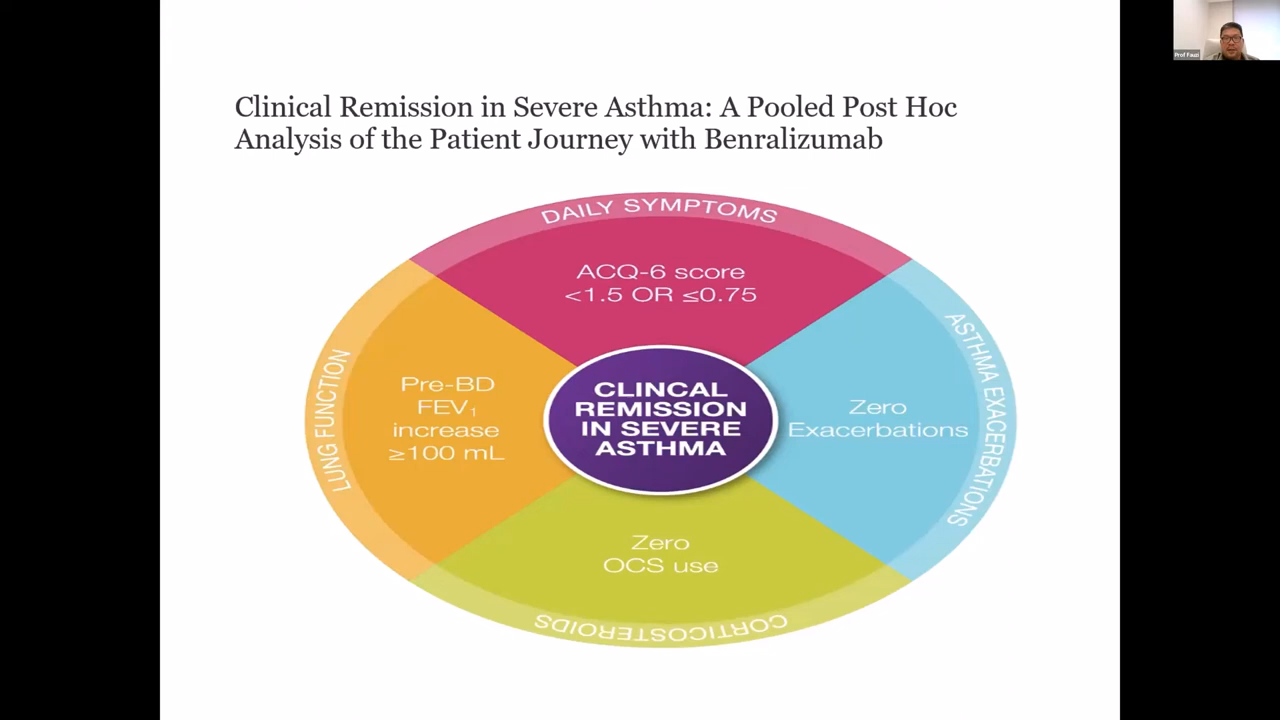 Prof Fauzi
Clinical Remission in Severe Asthma: A Pooled Post Hoc
Analysis of the Patient Journey with Benralizumab
DAILY SYMPTOMS
ACQ-6 score
<1.5 OR ≤0.75
LUNG FUNCTION
Pre-BD
FEV₁
increase
≥100 mL
CLINCAL
REMISSION
IN SEVERE
ASTHMA
Zero
Exacerbations
ASTHMA EXACERBATIONS
Zero
OCS use
CORTICOSTEROIDS